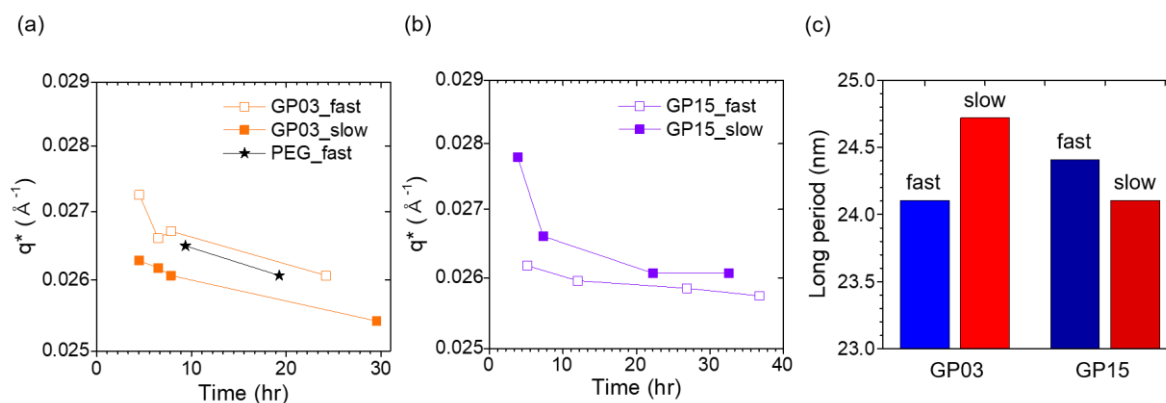 (a)
0.029
0.028
0.027
0.026
0.025
q* ( Å⁻¹)
GP03_fast
GP03_slow
PEG_fast
0 10 20 30
Time (hr)
(b)
0.029
0.028
0.027
0.026
0.025
q* ( Å⁻¹)
GP15_fast
GP15_slow
0 10 20 30 40
Time (hr)
(c)
25.0
24.5
24.0
23.5
23.0
Long period (nm)
fast
slow
fast
slow
GP03 GP15